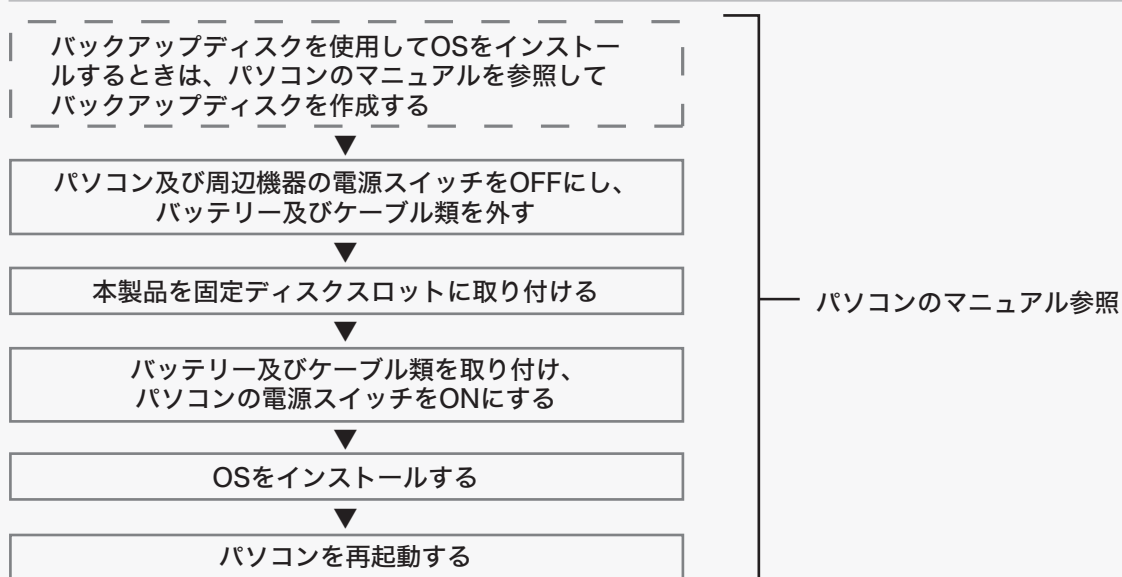 バックアップディスクを使用してOSをインストー
ルするときは、パソコンのマニュアルを参照して
バックアップディスクを作成する
パソコン及び周辺機器の電源スイッチをOFFにし、
バッテリー及びケーブル類を外す
本製品を固定ディスクスロットに取り付ける
パソコンのマニュアル参照
バッテリー及びケーブル類を取り付け、
パソコンの電源スイッチをONにする
OSをインストールする
パソコンを再起動する